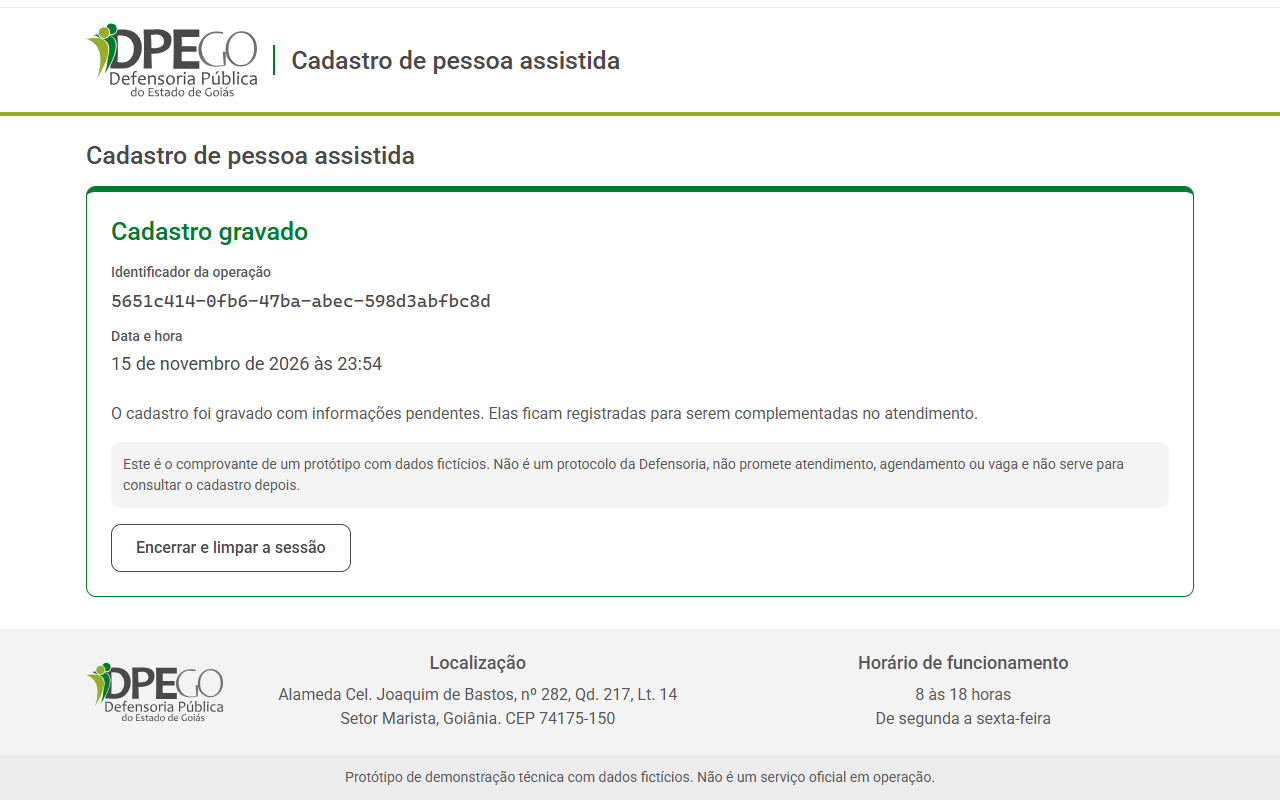 DPEGO
Defensoria Pública
do Estado de Goiás
Cadastro de pessoa assistida
Cadastro de pessoa assistida
Cadastro gravado
Identificador da operação
5651c414-0fb6-47ba-abec-598d3abfbc8d
Data e hora
15 de novembro de 2026 às 23:54
O cadastro foi gravado com informações pendentes. Elas ficam registradas para serem complementadas no atendimento.
Este é o comprovante de um protótipo com dados fictícios. Não é um protocolo da Defensoria, não promete atendimento, agendamento ou vaga e não serve para
consultar o cadastro depois.
Encerrar e limpar a sessão
DPEGO
Defensoria Pública
do Estado de Goiás
Localização
Alameda Cel. Joaquim de Bastos, nº 282, Qd. 217, Lt. 14
Setor Marista, Goiânia. CEP 74175-150
Horário de funcionamento
8 às 18 horas
De segunda a sexta-feira
Protótipo de demonstração técnica com dados fictícios. Não é um serviço oficial em operação.